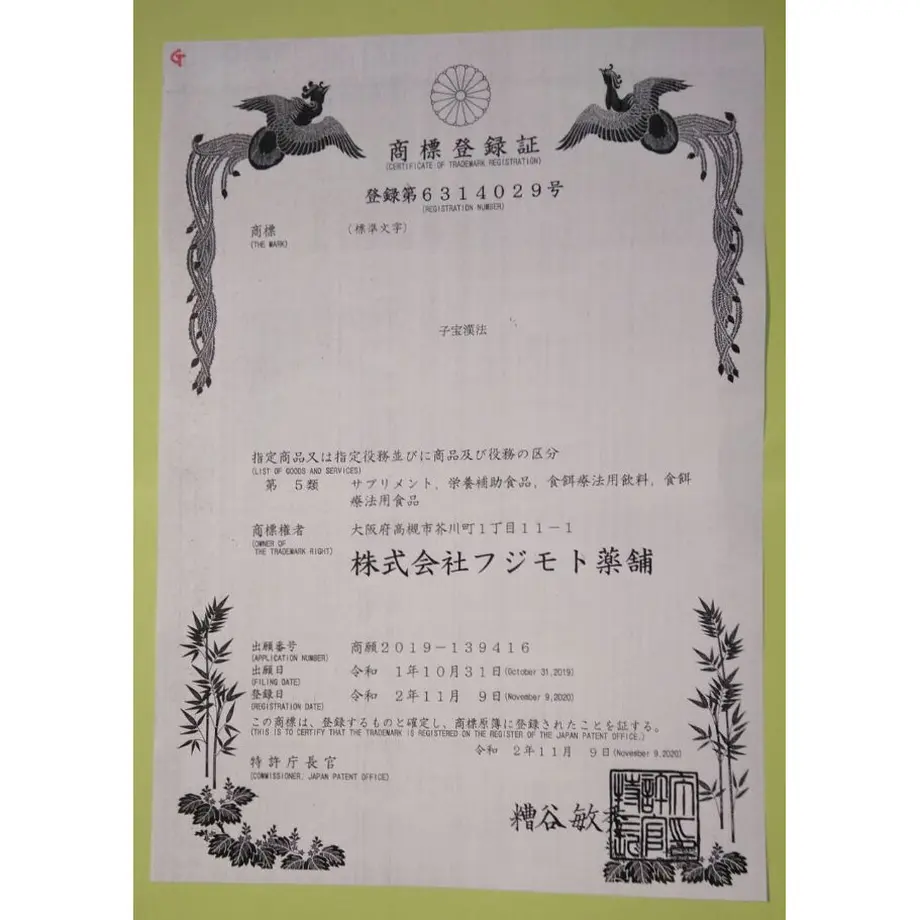 G
商標登録証
(CERTIFICATE OF TRADEMARK REGISTRATION)
登録第6314029号
(REGISTRATION NUMBER)
商標 (標準文字)
(THE MARK)
子宝漢法
指定商品又は指定役務並びに商品及び役務の区分
(LIST OF GOODS AND SERVICES)
第 5類 サプリメント，栄養補助食品，食餌療法用飲料，食餌
療法用食品
商標権者 大阪府高槻市芥川町1丁目11-1
(OWNER OF
THE TRADEMARK RIGHT)
株式会社フジモト薬舗
出願番号 商願2019-139416
(APPLICATION NUMBER)
出願日 令和 1年10月31日(October 31,2019)
(FILING DATE)
登録日 令和 2年11月 9日(November 9,2020)
(REGISTRATION DATE)
この商標は、登録するものと確定し、商標原簿に登録されたことを証する。
(THIS IS TO CERTIFY THAT THE TRADEMARK IS REGISTERED ON THE REGISTER OF THE JAPAN PATENT OFFICE.)
令和 2年11月 9日(November 9,2020)
特許庁長官
(COMMISSIONER, JAPAN PATENT OFFICE)
糟谷敏